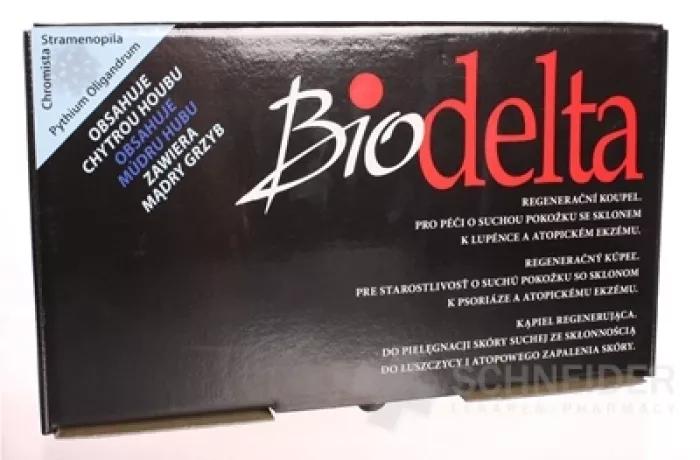 Chromista
Stramenopila
Pythium Oligandrum
OBSAHUJE
CHYTROU HOUBU
OBSAHUJE
MÚDRU HUBU
ZAWIERA
MĄDRY GRZYB
Biodelta
REGENERAČNÍ KOUPEL.
PRO PÉČI O SUCHOU POKOŽKU SE SKLONEM
K LUPÉNCE A ATOPICKÉM EKZÉMU.
REGENERAČNÝ KÚPEĽ.
PRE STAROSTLIVOSŤ O SUCHÚ POKOŽKU SO SKLONOM
K PSORIÁZE A ATOPICKÉMU EKZÉMU.
KĄPIEL REGENERUJĄCA.
DO PIELĘGNACJI SKÓRY SUCHEJ ZE SKŁONNOŚCIĄ
DO ŁUSZCZYCY I ATOPOWEGO ZAPALENIA SKÓRY.
SCHNEIDER
LEKAREN-PHARMACY